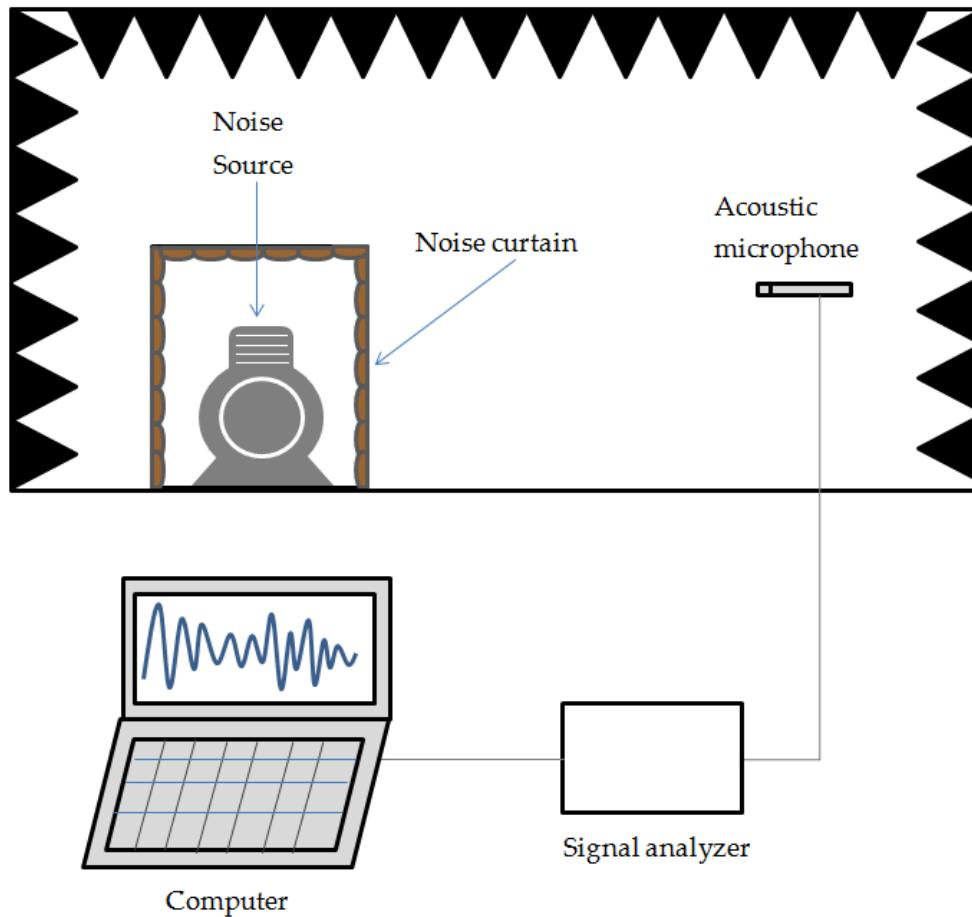 Noise
Source
Noise curtain
Acoustic
microphone
Signal analyzer
Computer